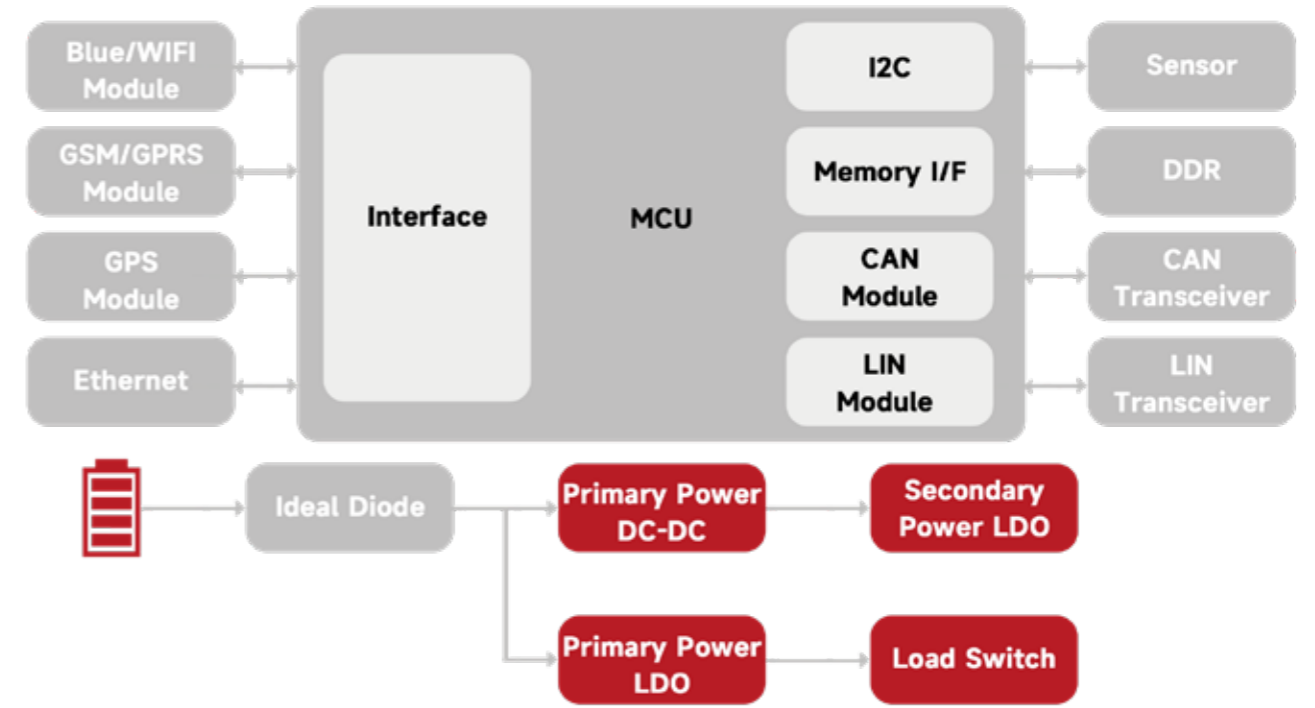 Blue/WIFI
Module
GSM/GPRS
Module
GPS
Module
Ethernet
Interface
MCU
I2C
Memory I/F
CAN
Module
LIN
Module
Sensor
DDR
CAN
Transceiver
LIN
Transceiver
Ideal Diode
Primary Power
DC-DC
Secondary
Power LDO
Primary Power
LDO
Load Switch